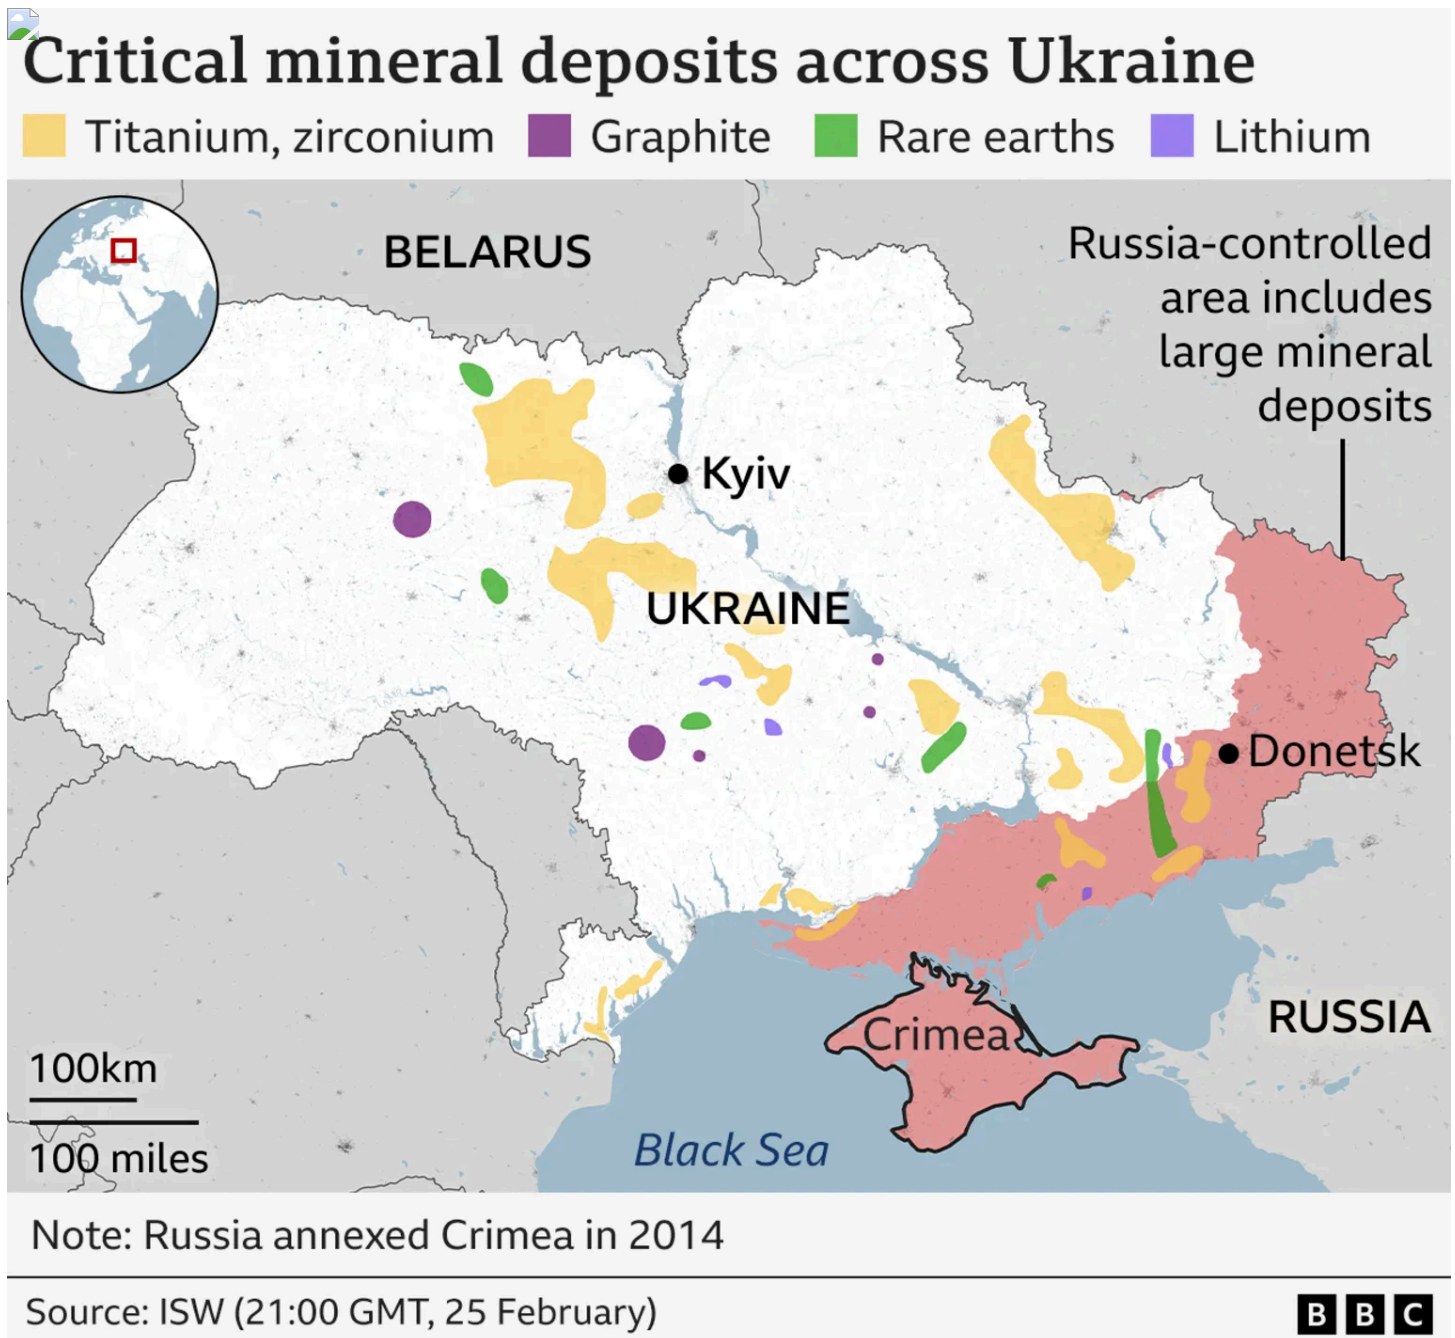 Critical mineral deposits across Ukraine
Titanium, zirconium Graphite Rare earths Lithium
BELARUS
Russia-controlled
area includes
large mineral
deposits
Kyiv
UKRAINE
Donetsk
Crimea
RUSSIA
100km
100 miles
Black Sea
Note: Russia annexed Crimea in 2014
Source: ISW (21:00 GMT, 25 February)
BBC